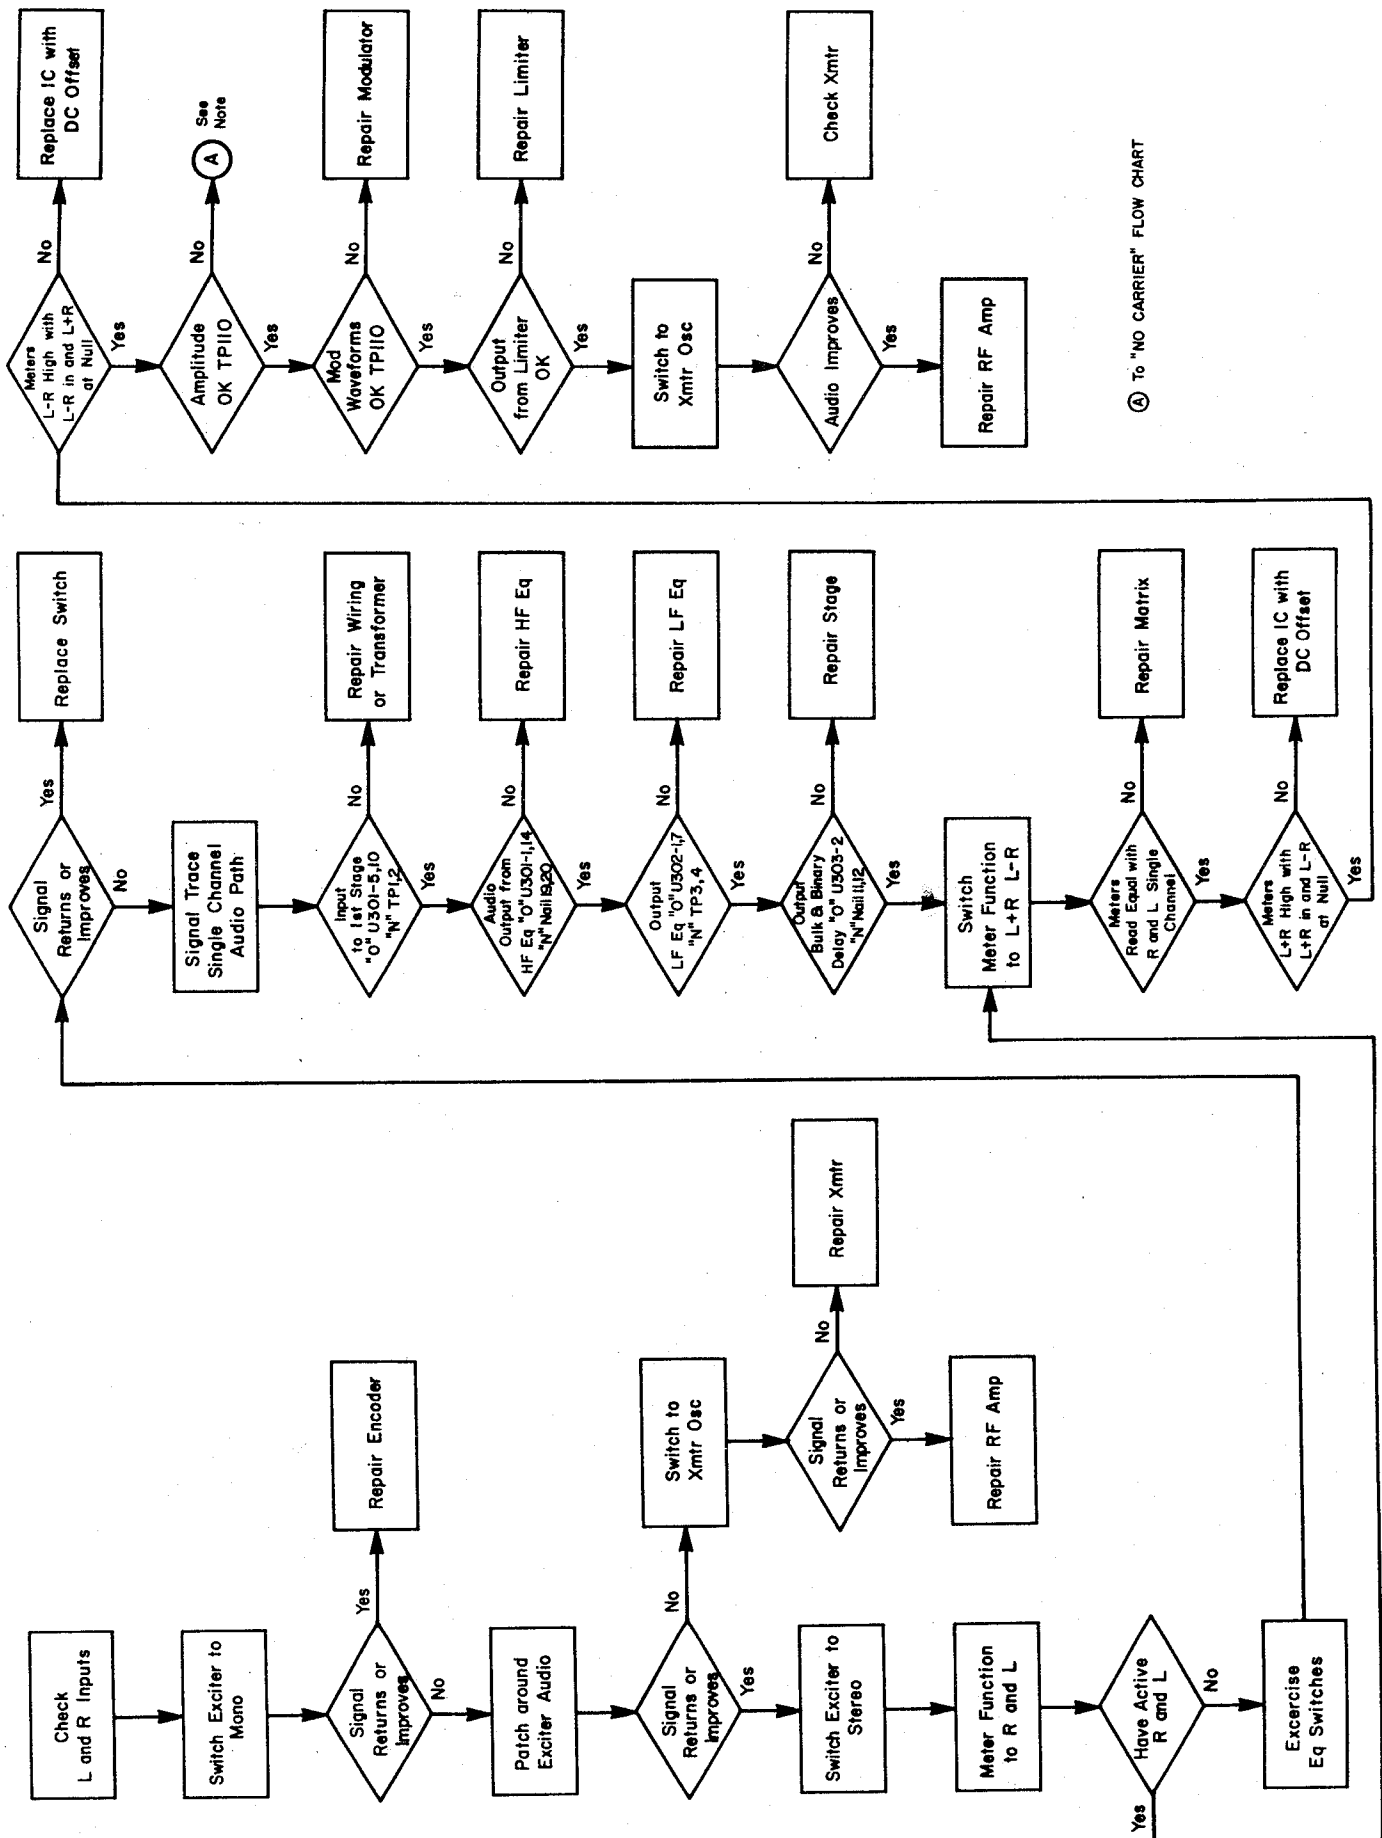 Check
L and R Inputs
Switch Exciter to
Mono
Signal
Returns or
Improves
Yes
Repair Encoder
No
Patch around
Exciter Audio
Signal
Returns or
Improves
No
Switch to
Xmtr Osc
Signal
Returns or
Improves
No
Repair Xmtr
Yes
Repair RF Amp
Yes
Switch Exciter to
Stereo
Meter Function
to R and L
Have Active
R and L
Yes
No
Excercise
Eq Switches
Signal
Returns or
Improves
Yes
Replace Switch
No
Signal Trace
Single Channel
Audio Path
Input
to 1st Stage
"O" U301-5,10
"N" TP1,2
No
Repair Wiring
or Transformer
Yes
Audio
Output from
HF Eq "O" U301-1,14
"N" Nail 19,20
No
Repair HF Eq
Yes
Output
LF Eq "O" U302-1,7
"N" TP3,4
No
Repair LF Eq
Yes
Output
Bulk & Binary
Delay "O" U303-2
"N" Nail 11,12
No
Repair Stage
Yes
Switch
Meter Function
to L+R L-R
Meters
Read Equal with
R and L Single
Channel
No
Repair Matrix
Yes
Meters
L+R High with
L+R in and L-R
at Null
No
Replace IC with
DC Offset
Yes
Meters
L-R High with
L-R in and L+R
at Null
No
Replace IC with
DC Offset
Yes
Amplitude
OK TP110
No
A
See
Note
Yes
Mod
Waveforms
OK TP110
No
Repair Modulator
Yes
Output
from Limiter
OK
No
Repair Limiter
Yes
Switch to
Xmtr Osc
Audio Improves
No
Check Xmtr
Yes
Repair RF Amp
A To "NO CARRIER" FLOW CHART